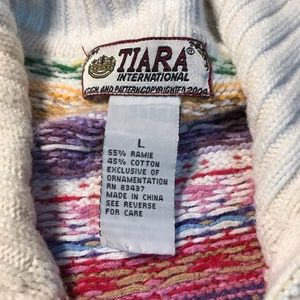 TIARA®
INTERNATIONAL
DESIGN AND PATTERN COPYRIGHTED 2004
L
55% RAMIE
45% COTTON
EXCLUSIVE OF
ORNAMENTATION
RN 83437
MADE IN CHINA
SEE REVERSE
FOR CARE